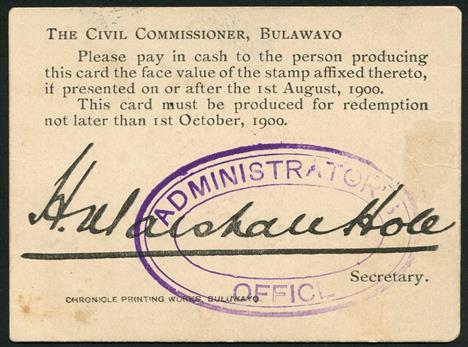 THE CIVIL COMMISSIONER, BULAWAYO
Please pay in cash to the person producing
this card the face value of the stamp affixed thereto,
if presented on or after the 1st August, 1900.
This card must be produced for redemption
not later than 1st October, 1900.
ADMINISTRATOR'S
H. Marshall Hole
OFFICE
Secretary.
CHRONICLE PRINTING WORKS, BULUWAYO.